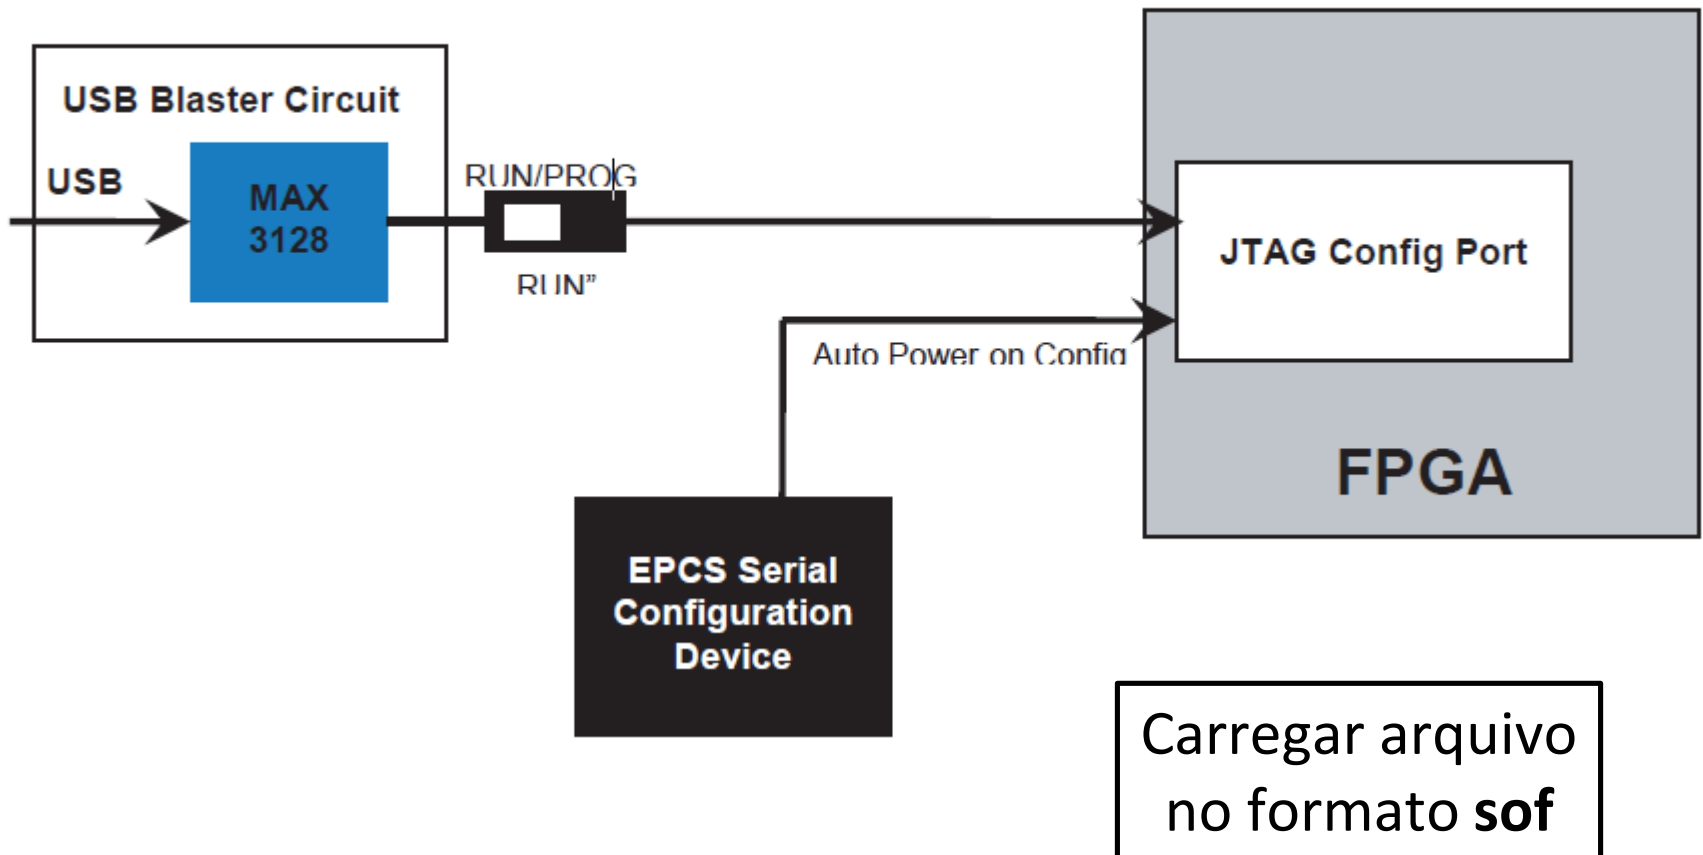 USB Blaster Circuit
USB
MAX
3128
RUN/PROG
RUN”
JTAG Config Port
Auto Power on Config
FPGA
EPCS Serial
Configuration
Device
Carregar arquivo
no formato sof